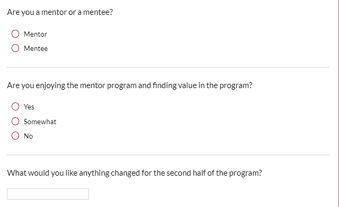 Are you a mentor or a mentee?
Mentor
Mentee
Are you enjoying the mentor program and finding value in the program?
Yes
Somewhat
No
What would you like anything changed for the second half of the program?